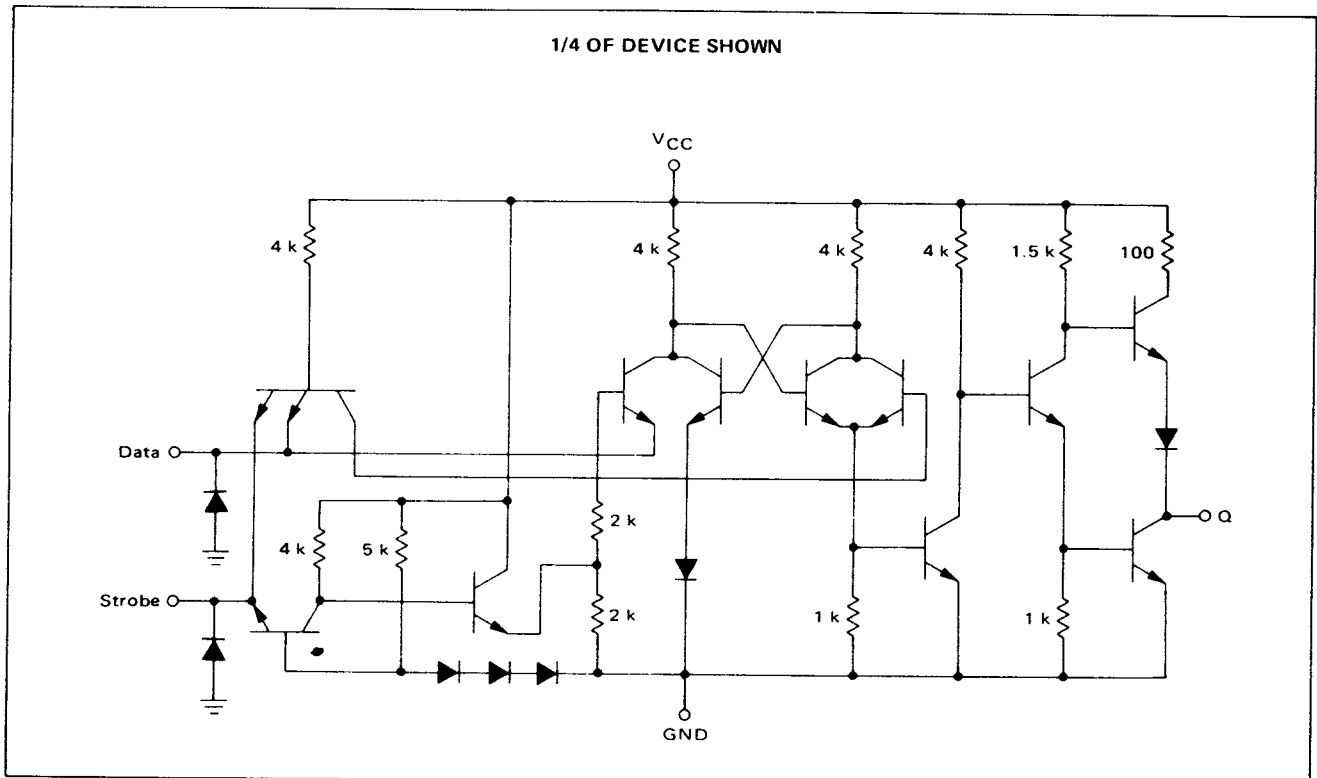 1/4 OF DEVICE SHOWN
VCC
4 k
4 k
4 k
4 k
1.5 k
100
Data
2 k
4 k
5 k
Q
Strobe
2 k
1 k
1 k
GND